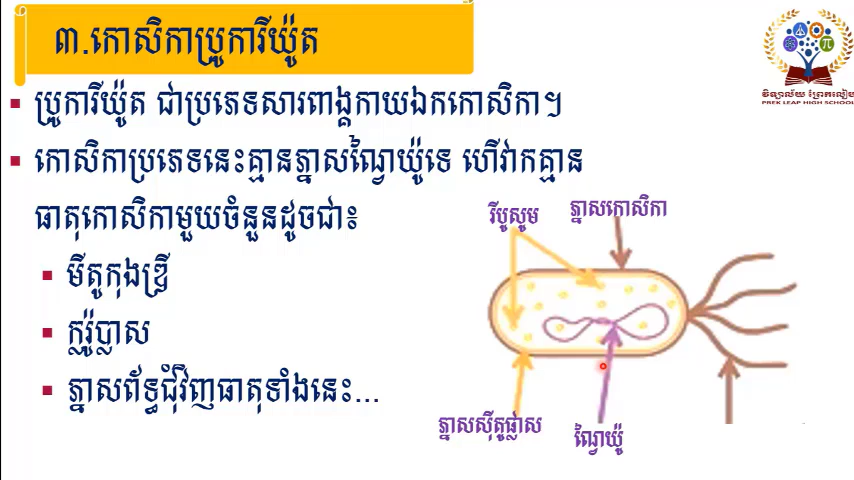 ៣.កោសិកាប្រូការីយ៉ូត
វិទ្យាល័យ ព្រែកលៀប
PREK LEAP HIGH SCHOOL
ប្រូការីយ៉ូត ជាប្រភេទសារពាង្គកាយឯកកោសិកា។
កោសិកាប្រភេទនេះគ្មានភ្នាសណ្វៃយ៉ូទេ ហើវាកគ្មាន
ធាតុកោសិកាមួយចំនួនដូចជា៖
មីតូកុងឌ្រី
ក្លរ៉ូប្លាស
ភ្នាសព័ទ្ធជុំវិញធាតុទាំងនេះ...
រីបូសូម
ភ្នាសកោសិកា
ភ្នាសស៊ីតូផ្លាស
ណ្វៃយ៉ូ